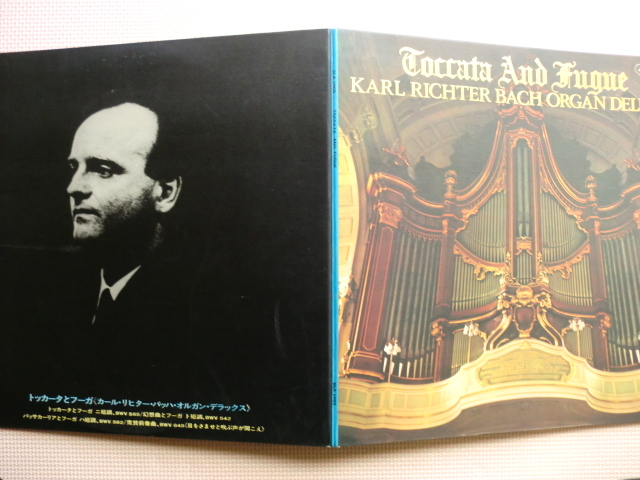 Toccata And Fugue
KARL RICHTER BACH ORGAN DEL
トッカータとフーガ〈カール・リヒター・バッハ・オルガン・デラックス〉
トッカータとフーガ ニ短調、BWV 565/幻想曲とフーガ ト短調、BWV 542
パッサカーリアとフーガ ハ短調、BWV 582/衆賛前奏曲、BWV 645〈目をさませと呼ぶ声が聞こえ〉